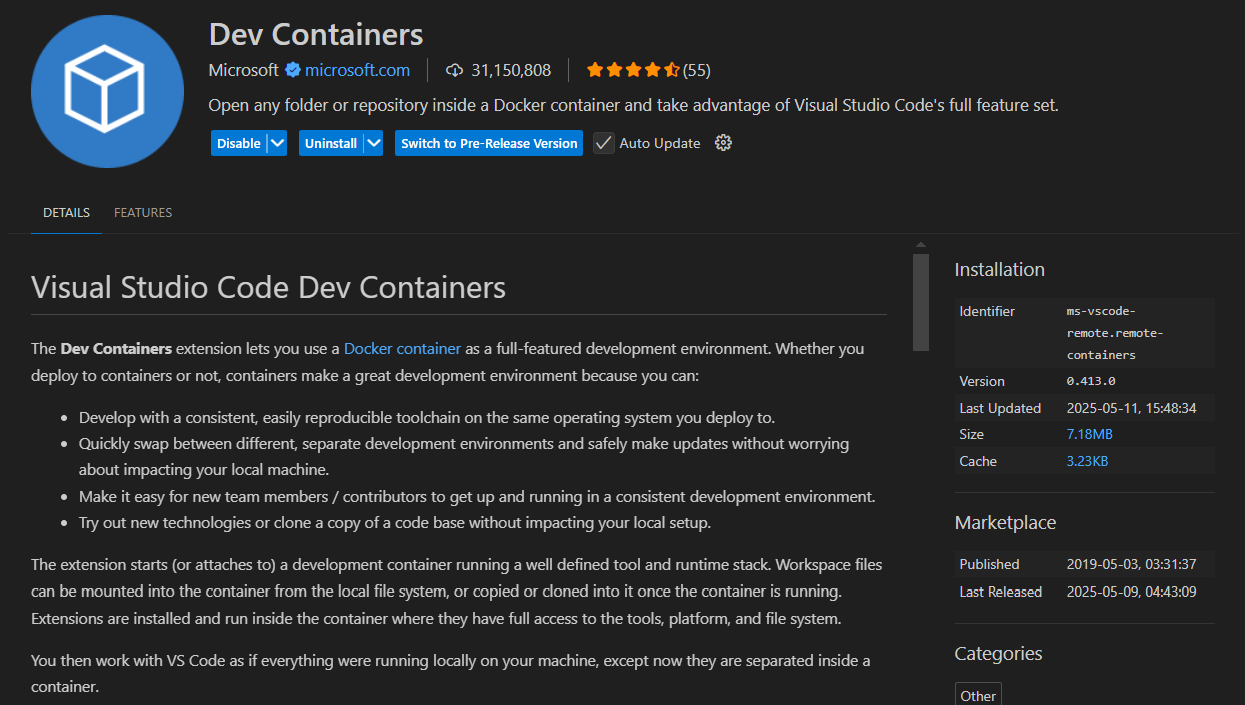 Dev Containers
Microsoft microsoft.com 31,150,808 (55)
Open any folder or repository inside a Docker container and take advantage of Visual Studio Code's full feature set.
Disable Uninstall Switch to Pre-Release Version Auto Update
DETAILS FEATURES
Visual Studio Code Dev Containers
The Dev Containers extension lets you use a Docker container as a full-featured development environment. Whether you
deploy to containers or not, containers make a great development environment because you can:
• Develop with a consistent, easily reproducible toolchain on the same operating system you deploy to.
• Quickly swap between different, separate development environments and safely make updates without worrying
about impacting your local machine.
• Make it easy for new team members / contributors to get up and running in a consistent development environment.
• Try out new technologies or clone a copy of a code base without impacting your local setup.
The extension starts (or attaches to) a development container running a well defined tool and runtime stack. Workspace files
can be mounted into the container from the local file system, or copied or cloned into it once the container is running.
Extensions are installed and run inside the container where they have full access to the tools, platform, and file system.
You then work with VS Code as if everything were running locally on your machine, except now they are separated inside a
container.
Installation
Identifier ms-vscode-
remote.remote-
containers
Version 0.413.0
Last Updated 2025-05-11, 15:48:34
Size 7.18MB
Cache 3.23KB
Marketplace
Published 2019-05-03, 03:31:37
Last Released 2025-05-09, 04:43:09
Categories
Other